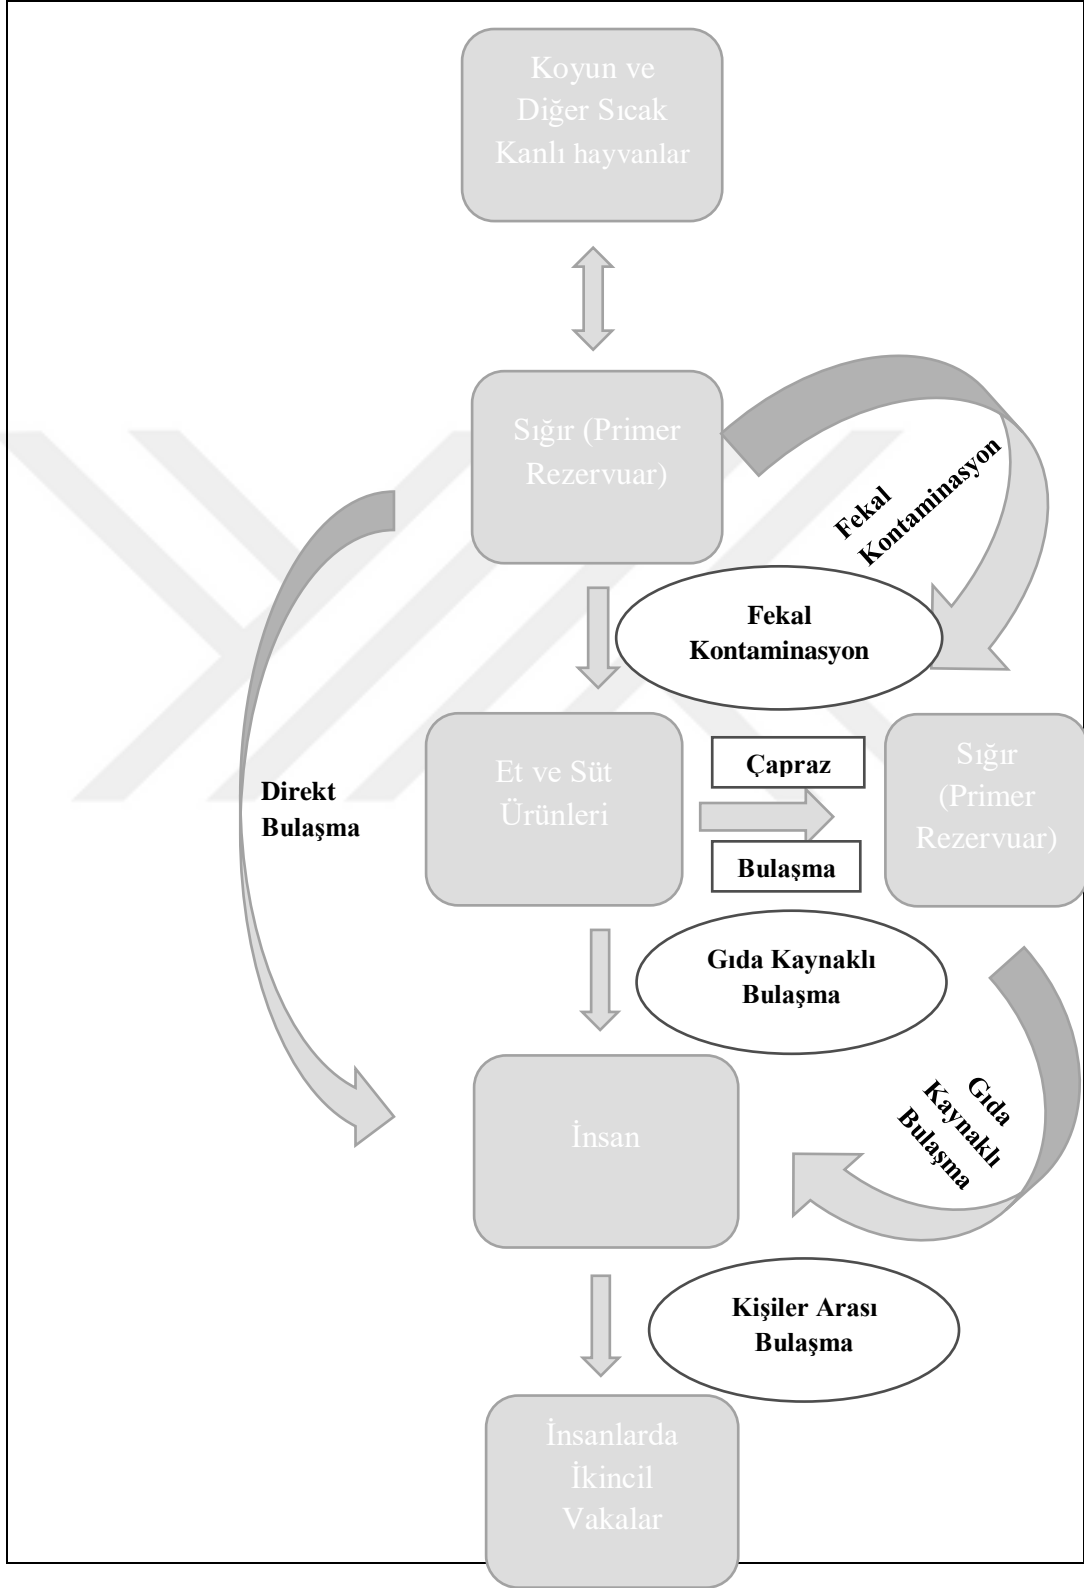 Koyun ve
Diğer Sıcak
Kanlı hayvanlar
Sığır (Primer
Rezervuar)
Fekal
Kontaminasyon
Fekal
Kontaminasyon
Direkt
Bulaşma
Et ve Süt
Ürünleri
Çapraz
Bulaşma
Sığır
(Primer
Rezervuar)
Gıda Kaynaklı
Bulaşma
Gıda
Kaynaklı
Bulaşma
İnsan
Kişiler Arası
Bulaşma
İnsanlarda
İkincil
Vakalar